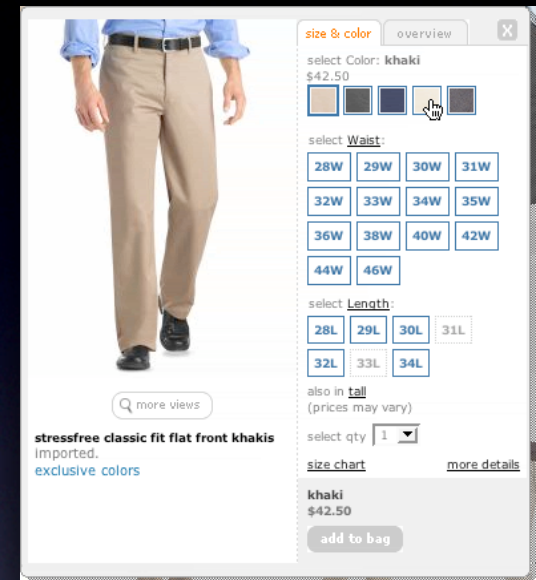 size & color overview X
select Color: khaki
$42.50
select Waist:
28W 29W 30W 31W
32W 33W 34W 35W
36W 38W 40W 42W
44W 46W
select Length:
28L 29L 30L 31L
32L 33L 34L
also in tall
(prices may vary)
select qty 1
size chart more details
khaki
$42.50
add to bag
more views
stressfree classic fit flat front khakis
imported.
exclusive colors